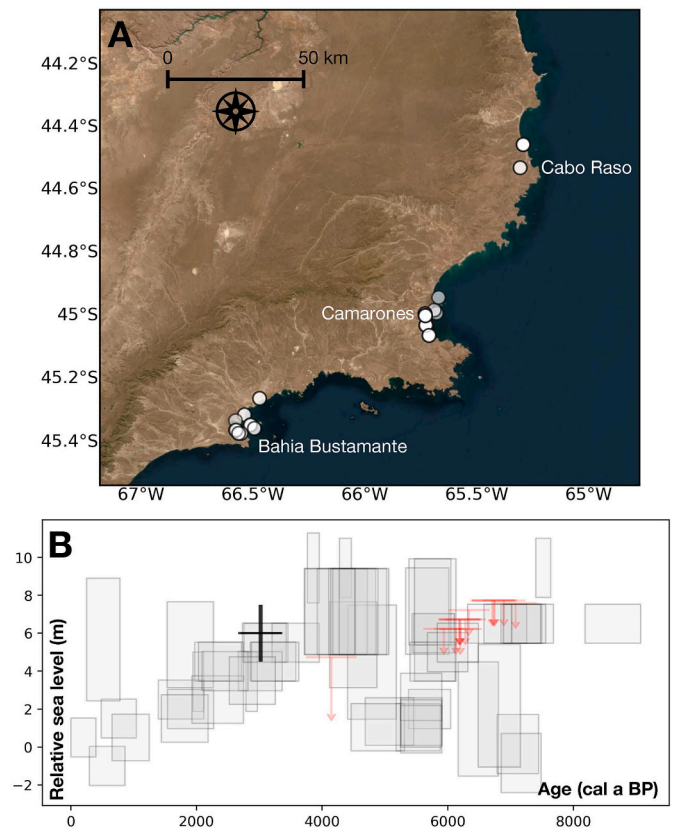 A
0 50 km
44.2°S
44.4°S
44.6°S
44.8°S
45°S
45.2°S
45.4°S
Cabo Raso
Camarones
Bahia Bustamante
67°W 66.5°W 66°W 65.5°W 65°W
B
Relative sea level (m)
10
8
6
4
2
0
−2
Age (cal a BP)
0 2000 4000 6000 8000